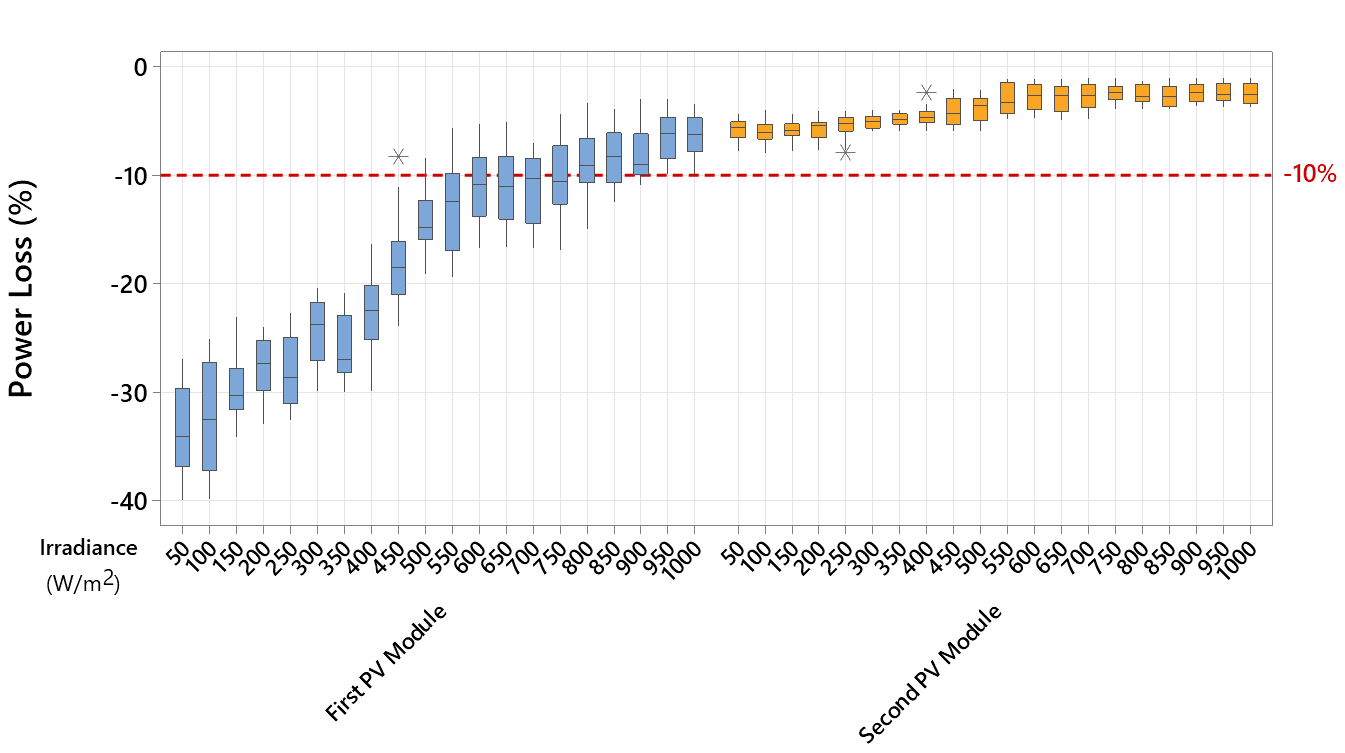 0
-10
-20
-30
-40
Power Loss (%)
-10%
Irradiance
(W/m2)
50 100 150 200 250 300 350 400 450 500 550 600 650 700 750 800 850 900 950 1000 50 100 150 200 250 300 350 400 450 500 550 600 650 700 750 800 850 900 950 1000
First PV Module
Second PV Module